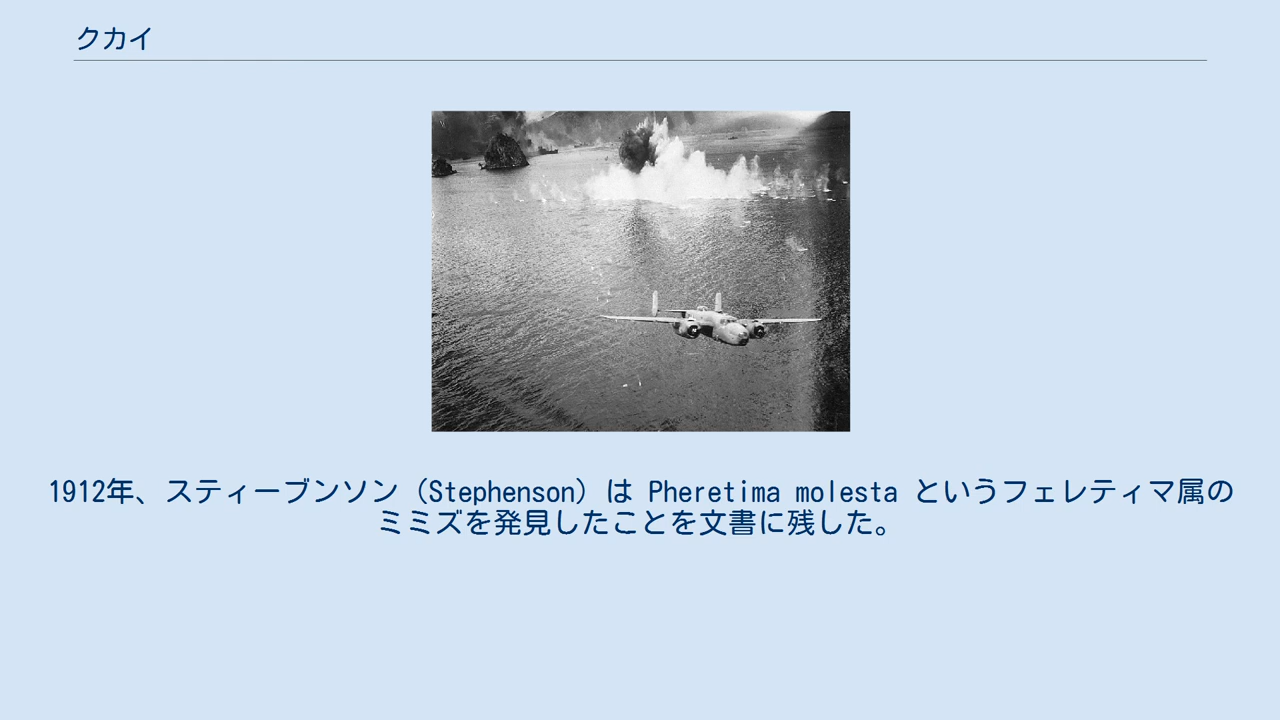 クカイ
1912年、スティーブンソン（Stephenson）は Pheretima molesta というフェレティマ属の
ミミズを発見したことを文書に残した。